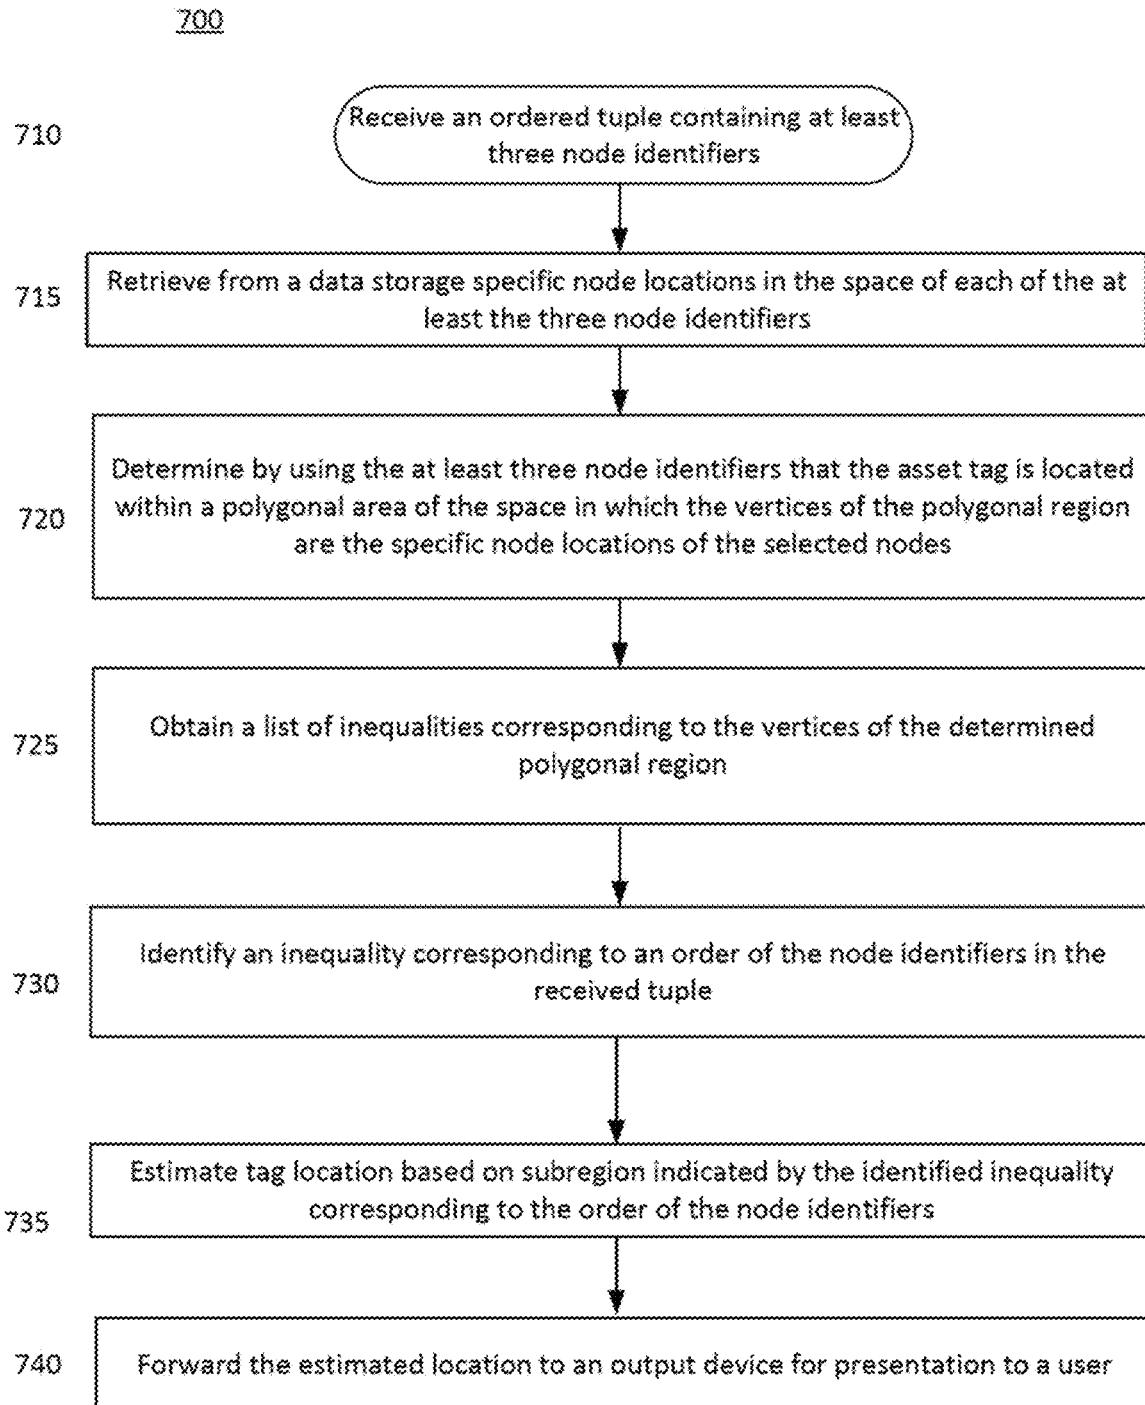 700
710
Receive an ordered tuple containing at least
three node identifiers
715
Retrieve from a data storage specific node locations in the space of each of the at
least the three node identifiers
720
Determine by using the at least three node identifiers that the asset tag is located
within a polygonal area of the space in which the vertices of the polygonal region
are the specific node locations of the selected nodes
725
Obtain a list of inequalities corresponding to the vertices of the determined
polygonal region
730
Identify an inequality corresponding to an order of the node identifiers in the
received tuple
735
Estimate tag location based on subregion indicated by the identified inequality
corresponding to the order of the node identifiers
740
Forward the estimated location to an output device for presentation to a user